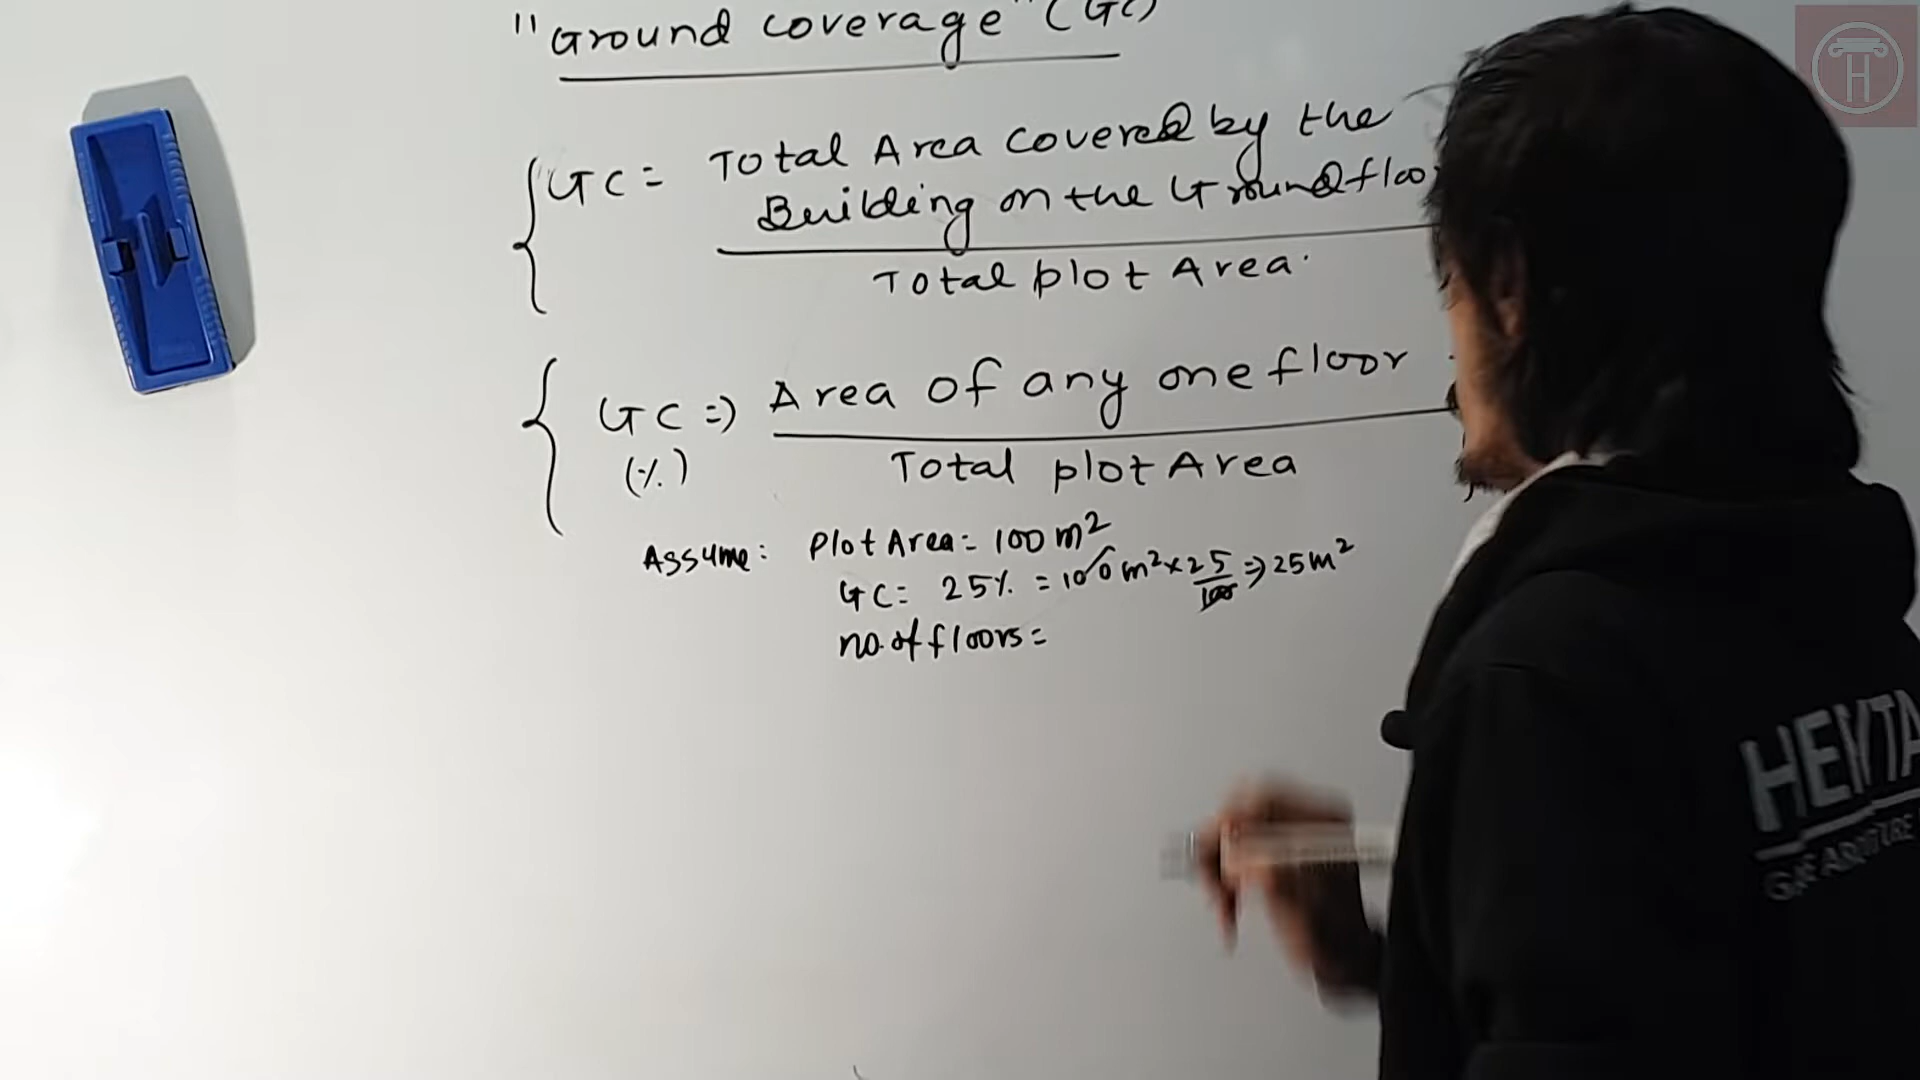 "Ground coverage" (GC)
GC = Total Area covered by the
Building on the Ground floor
Total plot Area.
GC => Area of any one floor
(%) Total plot Area
Assume: Plot Area = 100 m²
GC = 25% = 100 m² x 25/100 => 25 m²
no. of floors =
H